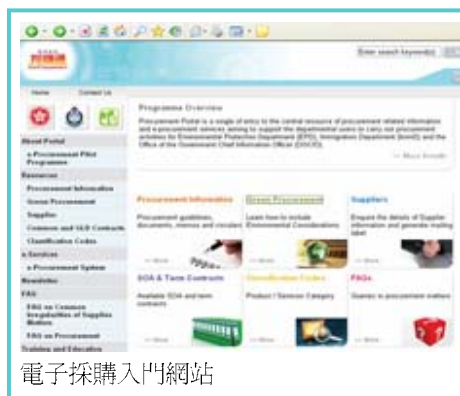 Enter search keyword(s)
Home
Contact Us
Programme Overview
Procurement Portal is a single of entry to the central resource of procurement related information
and e-procurement services aiming to support the departmental users to carry out procurement
activities for Environmental Protection Department (EPD), Immigration Department (ImmD) and the
Office of the Government Chief Information Officer (OGCIO).
>> More Details
About Portal
e-Procurement Pilot
Programme
Resources
Procurement Information
Green Procurement
Supplies
Common and GLD Contracts
Classification Codes
e-Services
e-Procurement System
Newsletter
FAQ
FAQ on Common
Irregularities of Supplies
Matters
FAQ on Procurement
Training and Education
Procurement Information
Procurement guidelines,
documents, memos and circulars
>> More
Green Procurement
Learn how to include
Environmental Considerations
>> More
Suppliers
Enquire the details of Supplier
information and generate mailing
label
>> More
SOA & Term Contracts
Available SOA and term
contracts
>> More
Classification Codes
Product / Services Category
>> More
FAQs
Queries in procurement matters
>> More
電子採購入門網站